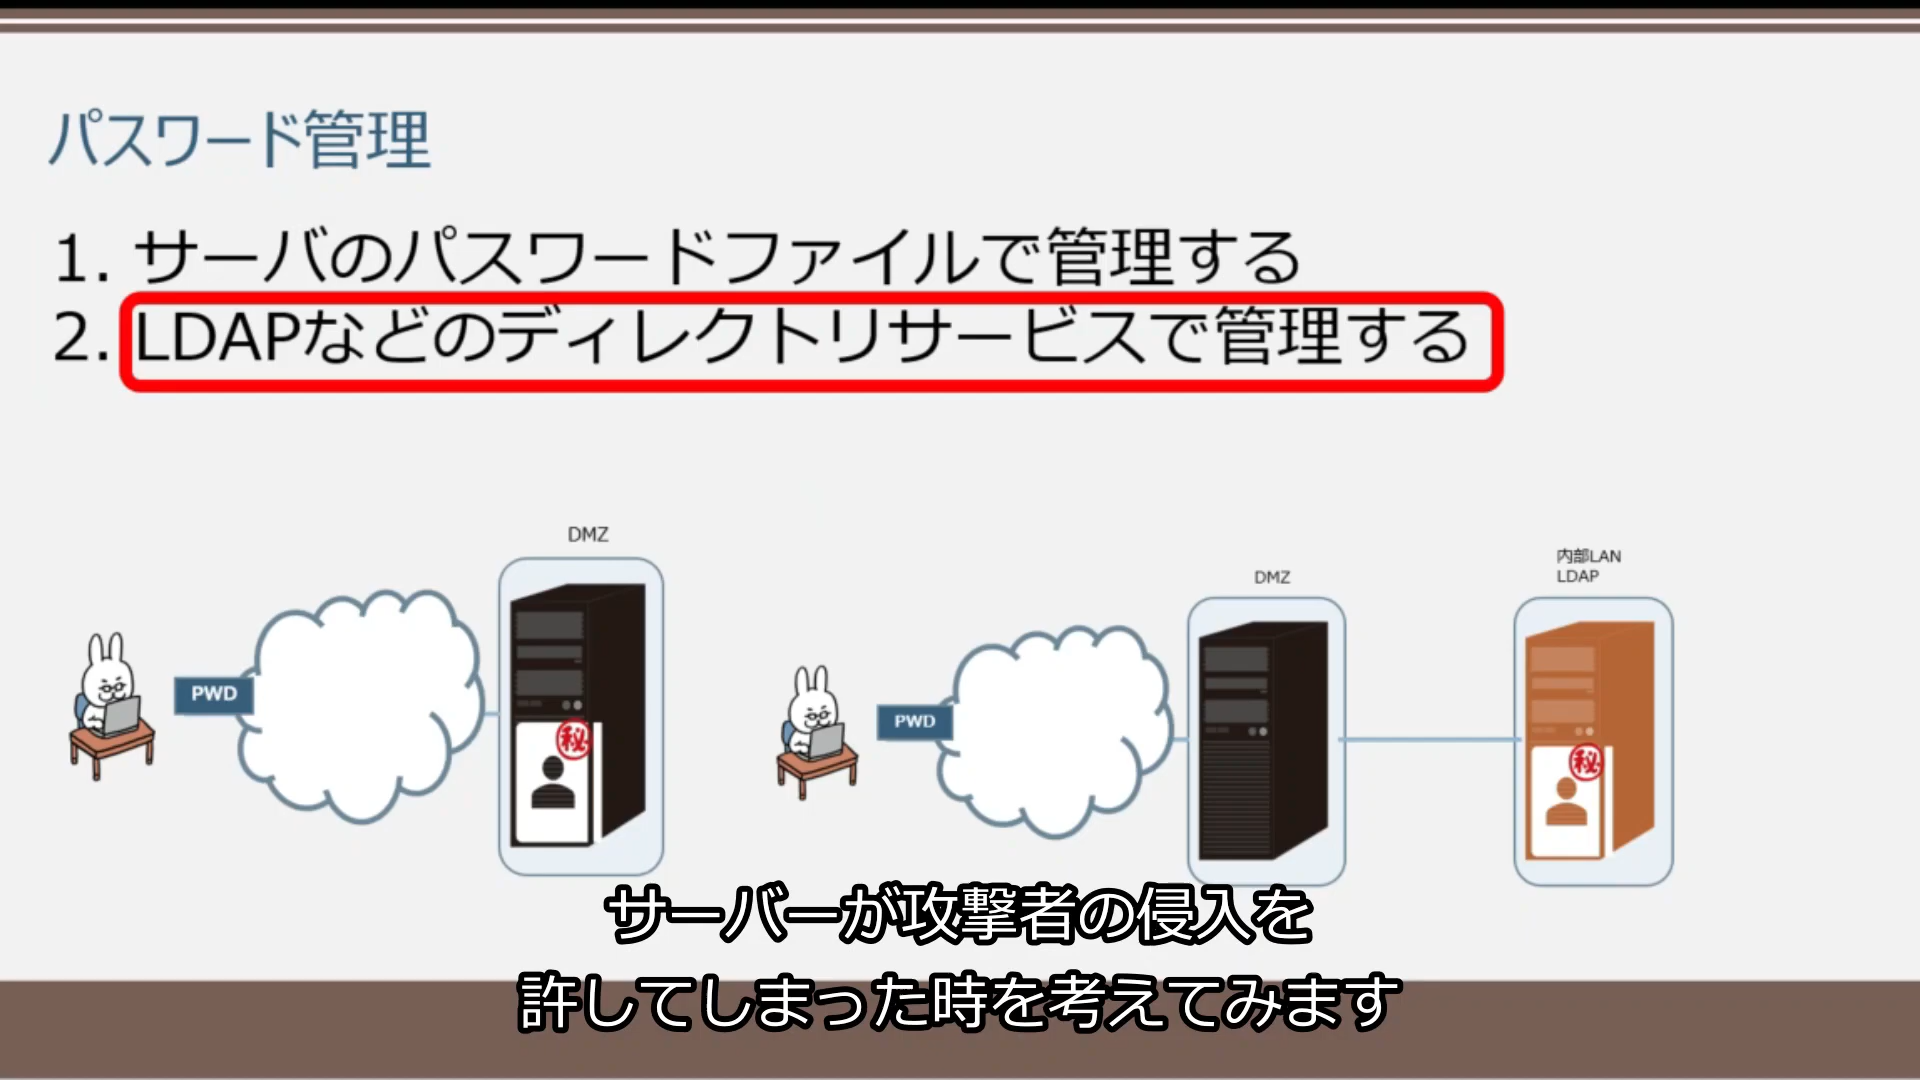 パスワード管理
1. サーバのパスワードファイルで管理する
2. LDAPなどのディレクトリサービスで管理する
DMZ
PWD
秘
DMZ
内部LAN
LDAP
PWD
秘
サーバーが攻撃者の侵入を
許してしまった時を考えてみます